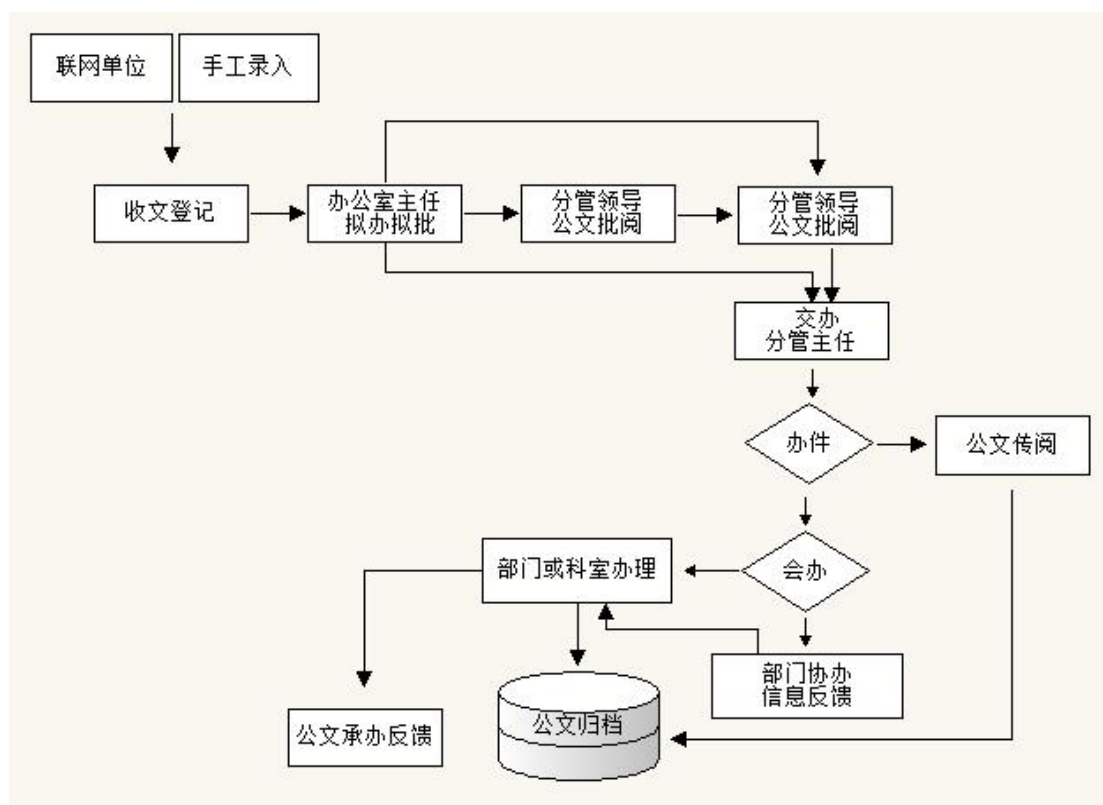 联网单位
手工录入
收文登记
办公室主任
拟办拟批
分管领导
公文批阅
分管领导
公文批阅
交办
分管主任
办件
公文传阅
部门或科室办理
会办
部门协办
信息反馈
公文归档
公文承办反馈